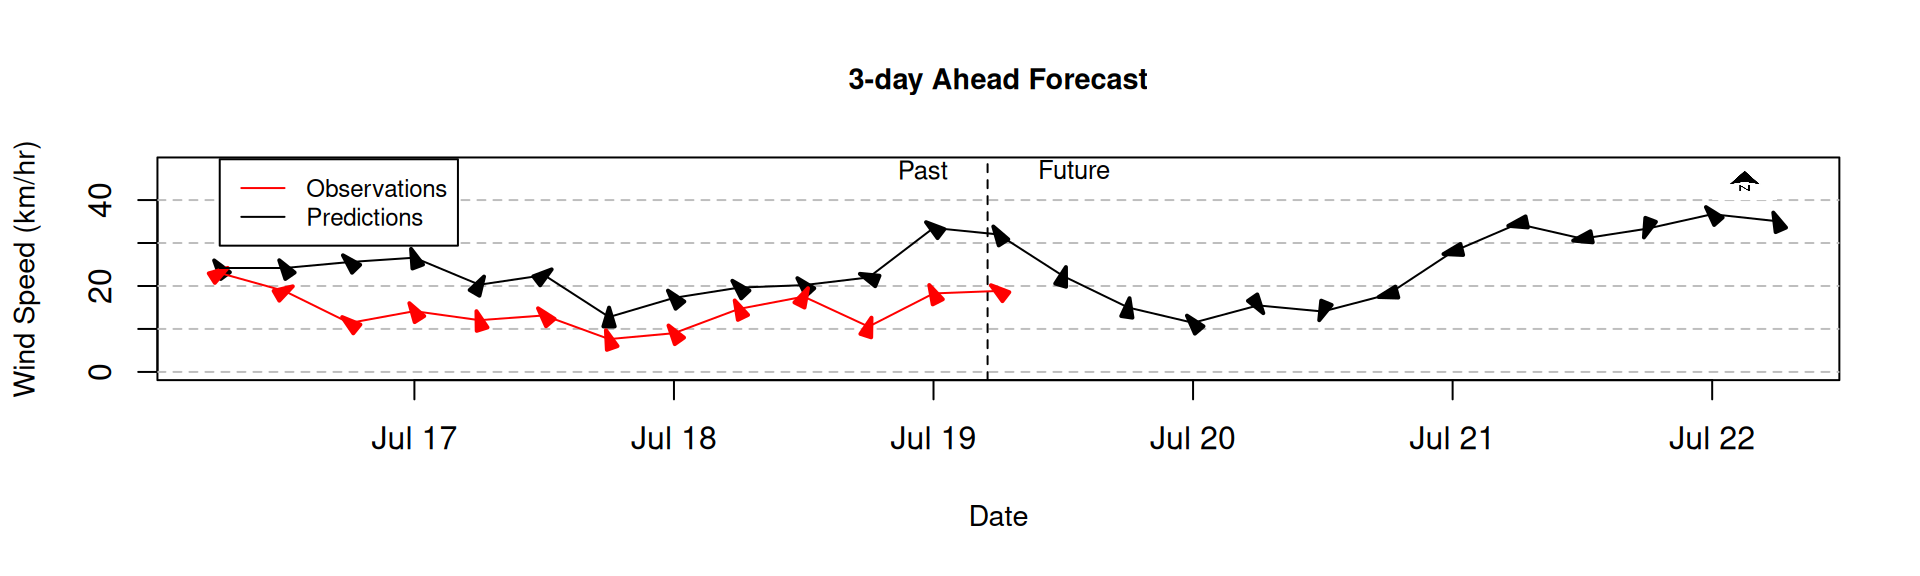 3-day Ahead Forecast
Wind Speed (km/hr)
Observations
Predictions
Past
Future
N
40
20
0
Jul 17
Jul 18
Jul 19
Jul 20
Jul 21
Jul 22
Date